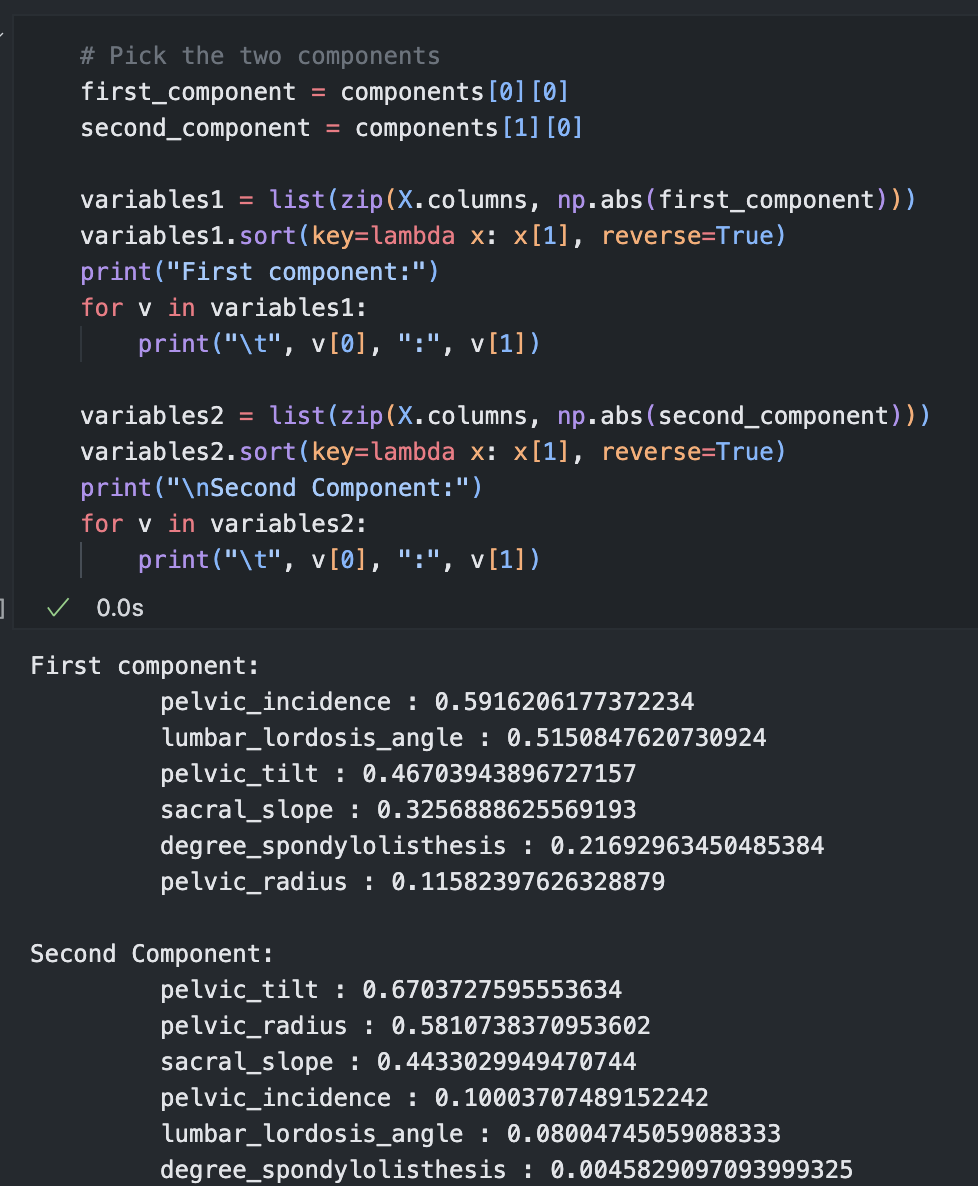 # Pick the two components
first_component = components[0][0]
second_component = components[1][0]

variables1 = list(zip(X.columns, np.abs(first_component)))
variables1.sort(key=lambda x: x[1], reverse=True)
print("First component:")
for v in variables1:
    print("\t", v[0], ":", v[1])

variables2 = list(zip(X.columns, np.abs(second_component)))
variables2.sort(key=lambda x: x[1], reverse=True)
print("\nSecond Component:")
for v in variables2:
    print("\t", v[0], ":", v[1])
] ✓ 0.0s
First component:
	pelvic_incidence : 0.5916206177372234
	lumbar_lordosis_angle : 0.5150847620730924
	pelvic_tilt : 0.46703943896727157
	sacral_slope : 0.3256888625569193
	degree_spondylolisthesis : 0.21692963450485384
	pelvic_radius : 0.11582397626328879

Second Component:
	pelvic_tilt : 0.6703727595553634
	pelvic_radius : 0.5810738370953602
	sacral_slope : 0.4433029949470744
	pelvic_incidence : 0.10003707489152242
	lumbar_lordosis_angle : 0.08004745059088333
	degree_spondylolisthesis : 0.0045829097093999325